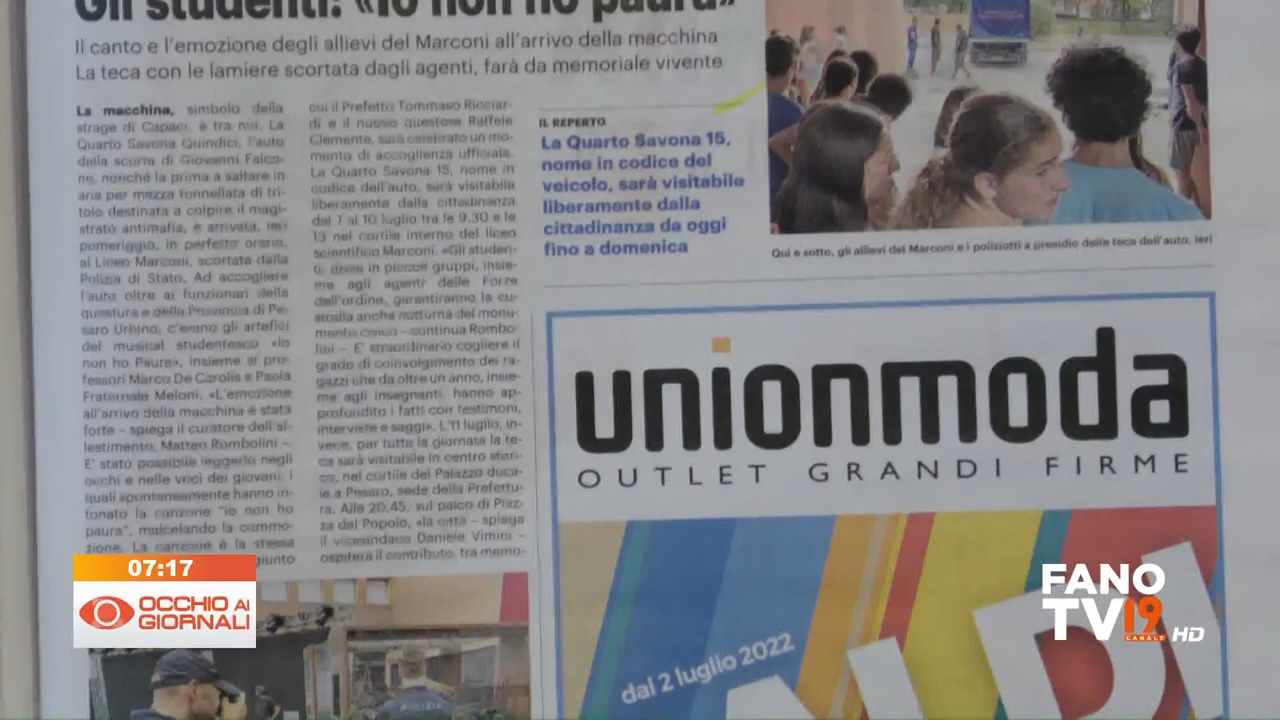 Gli studenti: «Io non ho paura»
Il canto e l'emozione degli allievi del Marconi all'arrivo della macchina
La teca con le lamiere scortata dagli agenti, farà da memoriale vivente
La macchina, simbolo della
strage di Capaci, è tra noi. La
Quarto Savona Quindici, l'auto
della scurta di Giovanni Falco-
ne, nonché la prima a saltare in
aria per mezza tonnellata di tri-
tolo destinata a colpire il magi-
strato antimafia, è arrivata, ieri
pomeriggio, in perfetto orario,
al Liceo Marconi, scortata dalla
Polizia di Stato. Ad accogliere
l'auto oltre ai funzionari della
questura e della Provincia di Pe-
saro Urbino, c'erano gli artefici
del musical studentesco «Io
non ho Paura», insieme ai pro-
fessori Marco De Carolis e Paola
Fraternale Meloni. «L'emozione
all'arrivo della macchina è stata
forte – spiega il curatore dell'al-
lestimento, Matteo Rombolini –.
E' stato possibile leggerlo negli
occhi e nelle voci dei giovani, i
quali spontaneamente hanno in-
tonato la canzone "Io non ho
paura", mulcelando la commo-
zione. La canzone è la stessa
giunto
cui il Prefetto Tommaso Ricciar-
di e il nuovo questore Raffele
Clemente, sarà celebrato un mo-
mento di accoglienza ufficiale.
La Quarto Savona 15, nome in
codice dell'auto, sarà visitabile
liberamente dalla cittadinanza
dal 7 al 10 luglio tra le 9.30 e le
13 nel cortile interno del liceo
scientifico Marconi. «Gli studen-
ti, divisi in piccoli gruppi, insie-
me agli agenti delle Forze
dell'ordine, garantiranno la cu-
stodia anche notturna del monu-
mento civico – continua Rombo-
lini – E' straordinario cogliere il
grado di coinvolgimento dei ra-
gazzi che da oltre un anno, insie-
me agli insegnanti, hanno ap-
profondito i fatti con testimoni,
interviste e saggi». L'11 luglio, in-
vece, per tutta la giornata la te-
ca sarà visitabile in centro stori-
co, nel cortile del Palazzo duca-
le a Pesaro, sede della Prefettu-
ra. Alle 20,45, sul palco di Piaz-
za del Popolo, «la città – spiega
il vicesindaco Daniele Vimini –
ospiterà il contributo, tra memo-
IL REPERTO
La Quarto Savona 15,
nome in codice del
veicolo, sarà visitabile
liberamente dalla
cittadinanza da oggi
fino a domenica
Qui e sotto, gli allievi del Marconi e i poliziotti a presidio della teca dell'auto, ieri
unionmoda
OUTLET GRANDI FIRME
dal 2 luglio 2022
POLIZIA
07:17
OCCHIO AI
GIORNALI
FANO
TV 19
CANALE
HD